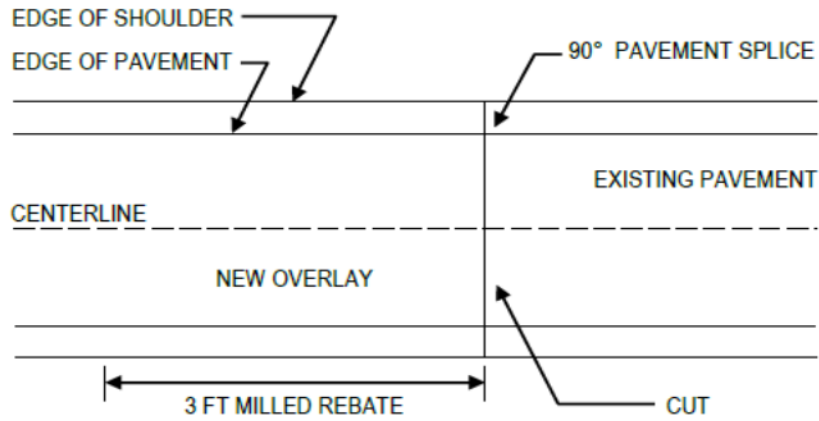 EDGE OF SHOULDER
90° PAVEMENT SPLICE
EDGE OF PAVEMENT
EXISTING PAVEMENT
CENTERLINE
NEW OVERLAY
3 FT MILLED REBATE
CUT